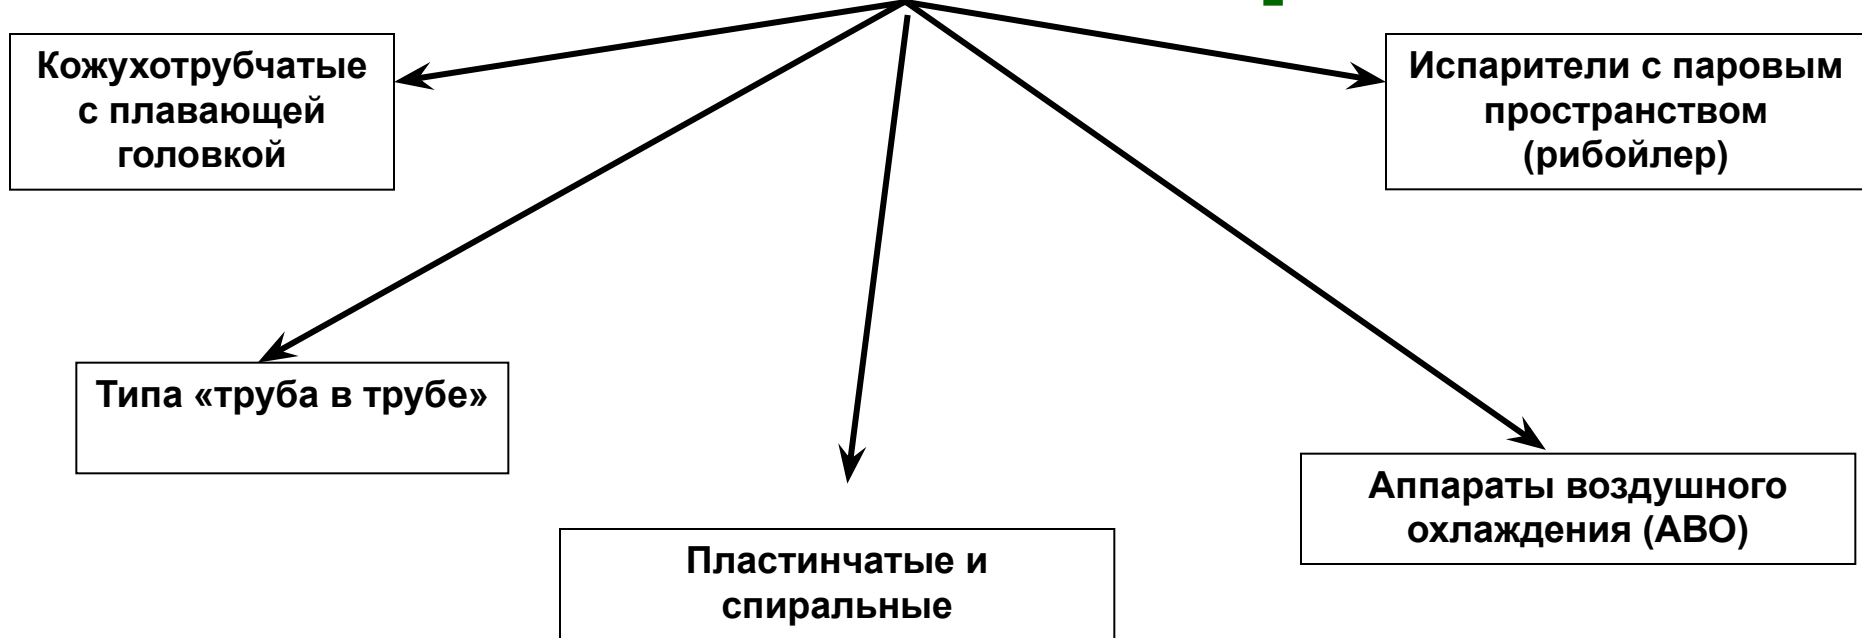 Кожухотрубчатые
с плавающей
головкой
Испарители с паровым
пространством
(рибойлер)
Типа «труба в трубе»
Аппараты воздушного
охлаждения (АВО)
Пластинчатые и
спиральные